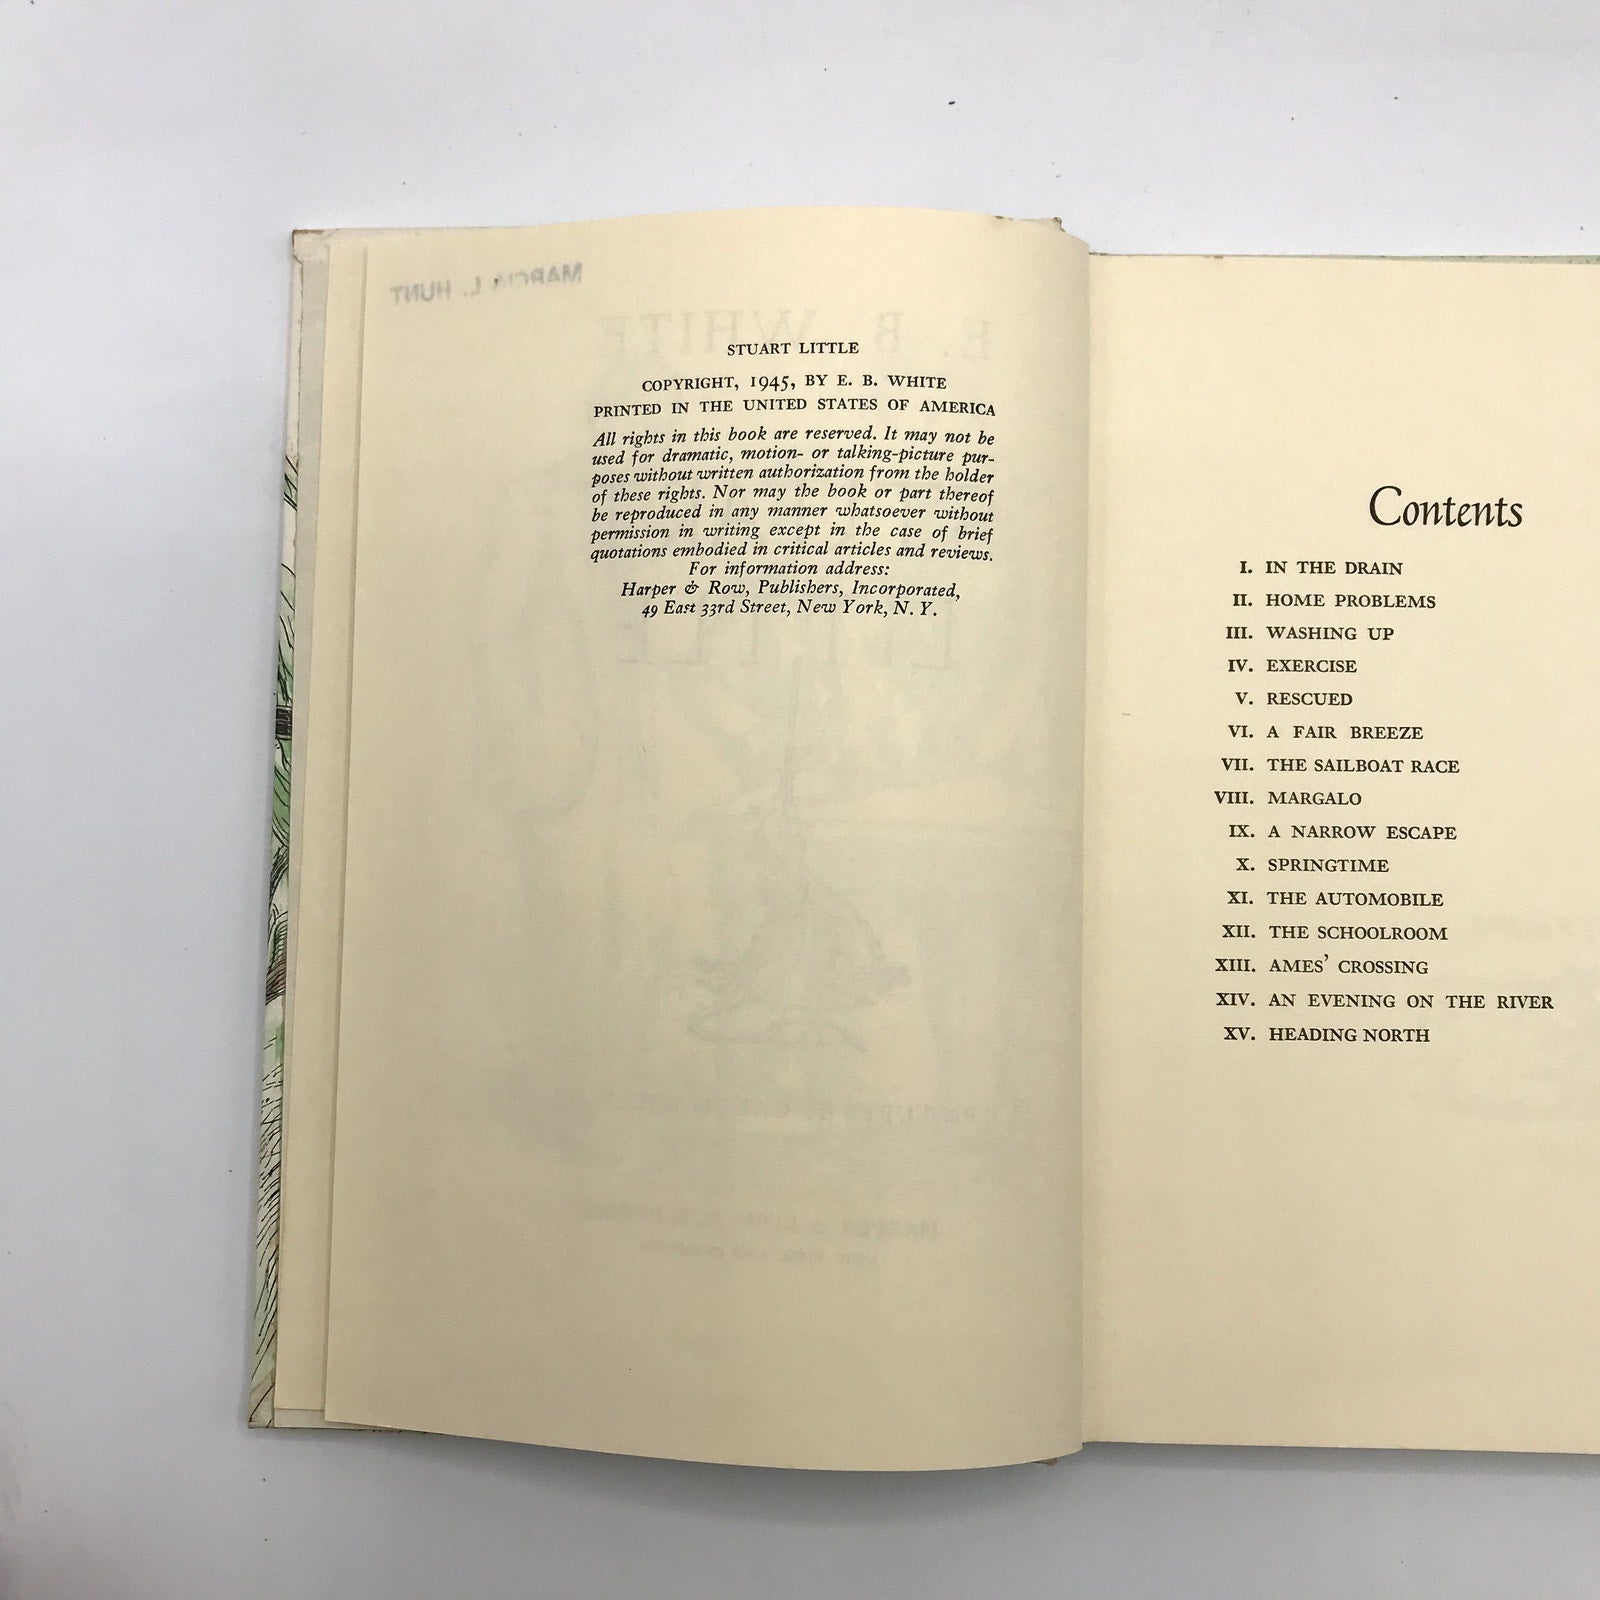 MARCIA L. HUNT
E. B. WHITE
STUART LITTLE
COPYRIGHT, 1945, BY E. B. WHITE
PRINTED IN THE UNITED STATES OF AMERICA
All rights in this book are reserved. It may not be
used for dramatic, motion- or talking-picture pur-
poses without written authorization from the holder
of these rights. Nor may the book or part thereof
be reproduced in any manner whatsoever without
permission in writing except in the case of brief
quotations embodied in critical articles and reviews.
For information address:
Harper & Row, Publishers, Incorporated,
49 East 33rd Street, New York, N. Y.
LITTLE
Contents
I. IN THE DRAIN
II. HOME PROBLEMS
III. WASHING UP
IV. EXERCISE
V. RESCUED
VI. A FAIR BREEZE
VII. THE SAILBOAT RACE
VIII. MARGALO
IX. A NARROW ESCAPE
X. SPRINGTIME
XI. THE AUTOMOBILE
XII. THE SCHOOLROOM
XIII. AMES' CROSSING
XIV. AN EVENING ON THE RIVER
XV. HEADING NORTH